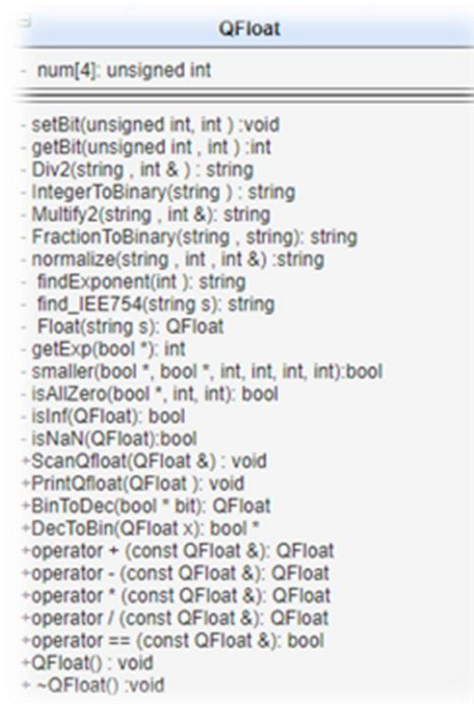 QFloat
- num[4]: unsigned int
- setBit(unsigned int, int ) :void
- getBit(unsigned int , int ) :int
- Div2(string , int & ) : string
- IntegerToBinary(string ) : string
- Multify2(string , int &): string
- FractionToBinary(string , string): string
- normalize(string , int , int &) :string
- findExponent(int ): string
- find_IEE754(string s): string
- Float(string s): QFloat
- getExp(bool *): int
- smaller(bool *, bool *, int, int, int, int):bool
- isAllZero(bool *, int, int): bool
- isInf(QFloat): bool
- isNaN(QFloat):bool
+ScanQfloat(QFloat &) : void
+PrintQfloat(QFloat ): void
+BinToDec(bool * bit): QFloat
+DecToBin(QFloat x): bool *
+operator + (const QFloat &): QFloat
+operator - (const QFloat &): QFloat
+operator * (const QFloat &): QFloat
+operator / (const QFloat &): QFloat
+operator == (const QFloat &): bool
+QFloat() : void
+ ~QFloat() :void